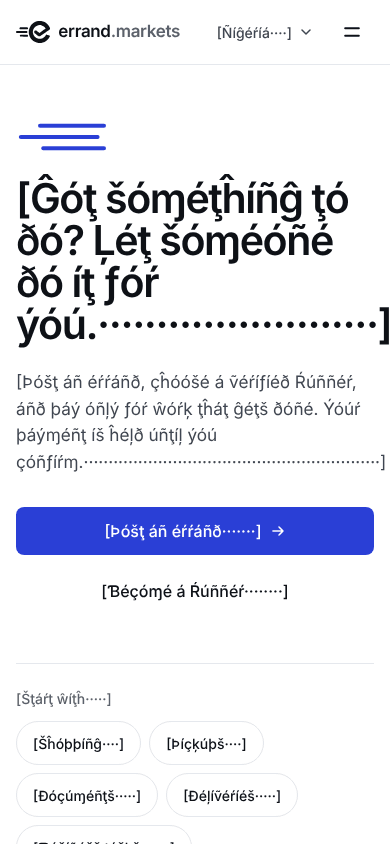 errand.markets
[Ñíĝéŕíá····]
[Ĝóţ šóɱéţĥíñĝ ţó
ðó? Ļéţ šóɱéóñé
ðó íţ ƒóŕ
ýóú.························]
[Þóšţ áñ éŕŕáñð, çĥóóšé á ṽéŕíƒíéð Ŕúññéŕ,
áñð þáý óñļý ƒóŕ ŵóŕķ ţĥáţ ĝéţš ðóñé. Ýóúŕ
þáýɱéñţ íš ĥéļð úñţíļ ýóú
çóñƒíŕɱ.····························································]
[Þóšţ áñ éŕŕáñð·······]
[Ɓéçóɱé á Ŕúññéŕ········]
[Šţáŕţ ŵíţĥ·····]
[Šĥóþþíñĝ····]
[Þíçķúþš····]
[Ðóçúɱéñţš·····]
[Ðéļíṽéŕíéš·····]